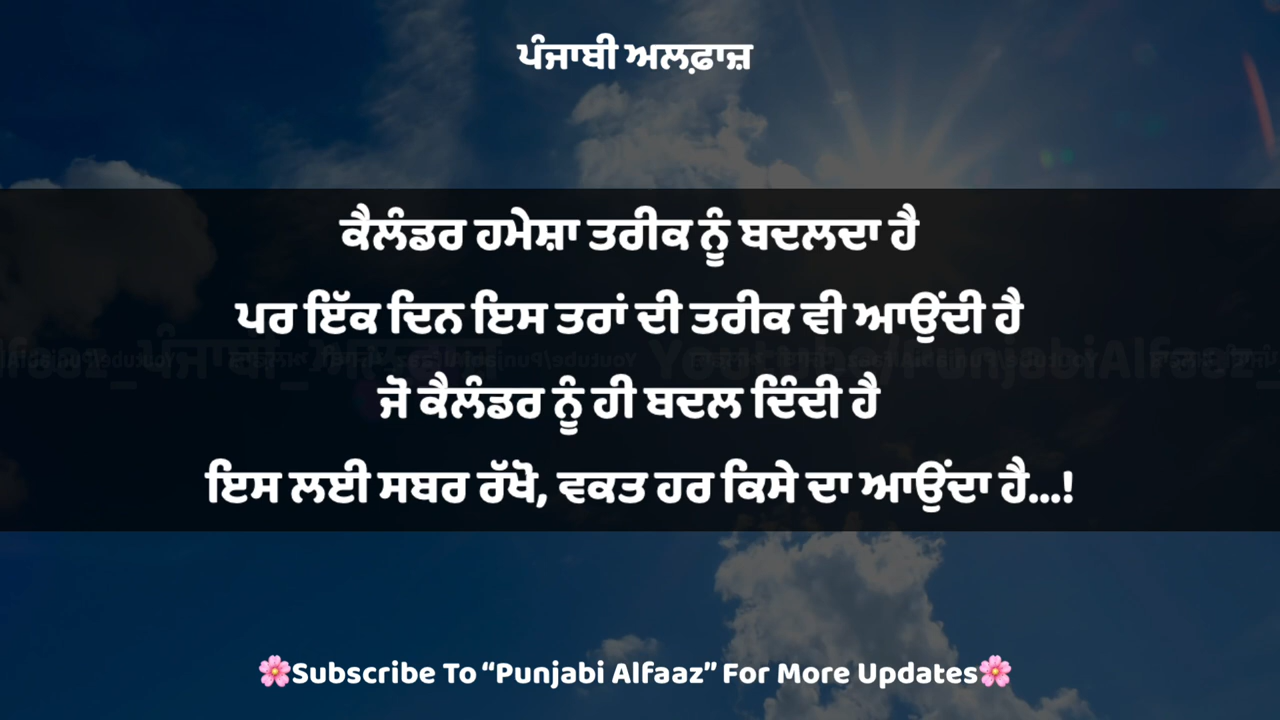 ਪੰਜਾਬੀ ਅਲਫ਼ਾਜ਼
ਕੈਲੰਡਰ ਹਮੇਸ਼ਾ ਤਰੀਕ ਨੂੰ ਬਦਲਦਾ ਹੈ
ਪਰ ਇੱਕ ਦਿਨ ਇਸ ਤਰਾਂ ਦੀ ਤਰੀਕ ਵੀ ਆਉਂਦੀ ਹੈ
ਜੋ ਕੈਲੰਡਰ ਨੂੰ ਹੀ ਬਦਲ ਦਿੰਦੀ ਹੈ
ਇਸ ਲਈ ਸਬਰ ਰੱਖੋ, ਵਕਤ ਹਰ ਕਿਸੇ ਦਾ ਆਉਂਦਾ ਹੈ...!
🌸Subscribe To “Punjabi Alfaaz” For More Updates🌸